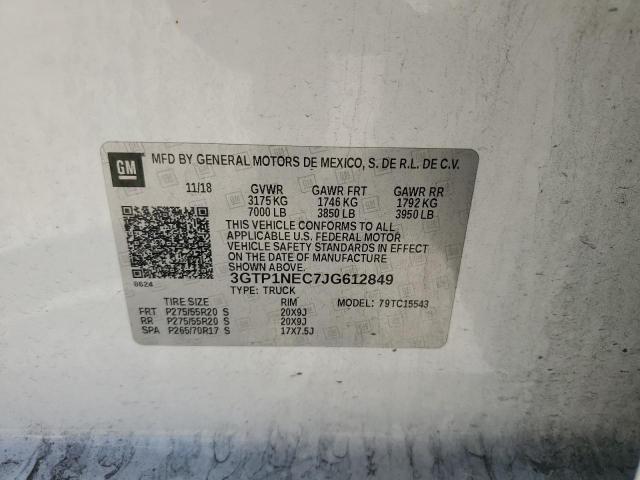 GM MFD BY GENERAL MOTORS DE MEXICO, S. DE R.L. DE C.V.
11/18 GVWR GAWR FRT GAWR RR
3175 KG 1746 KG 1792 KG
7000 LB 3850 LB 3950 LB
THIS VEHICLE CONFORMS TO ALL
APPLICABLE U.S. FEDERAL MOTOR
VEHICLE SAFETY STANDARDS IN EFFECT
ON THE DATE OF MANUFACTURE
SHOWN ABOVE.
0624 3GTP1NEC7JG612849
TYPE: TRUCK
TIRE SIZE RIM MODEL: 79TC15543
FRT P275/55R20 S 20X9J
RR P275/55R20 S 20X9J
SPA P265/70R17 S 17X7.5J